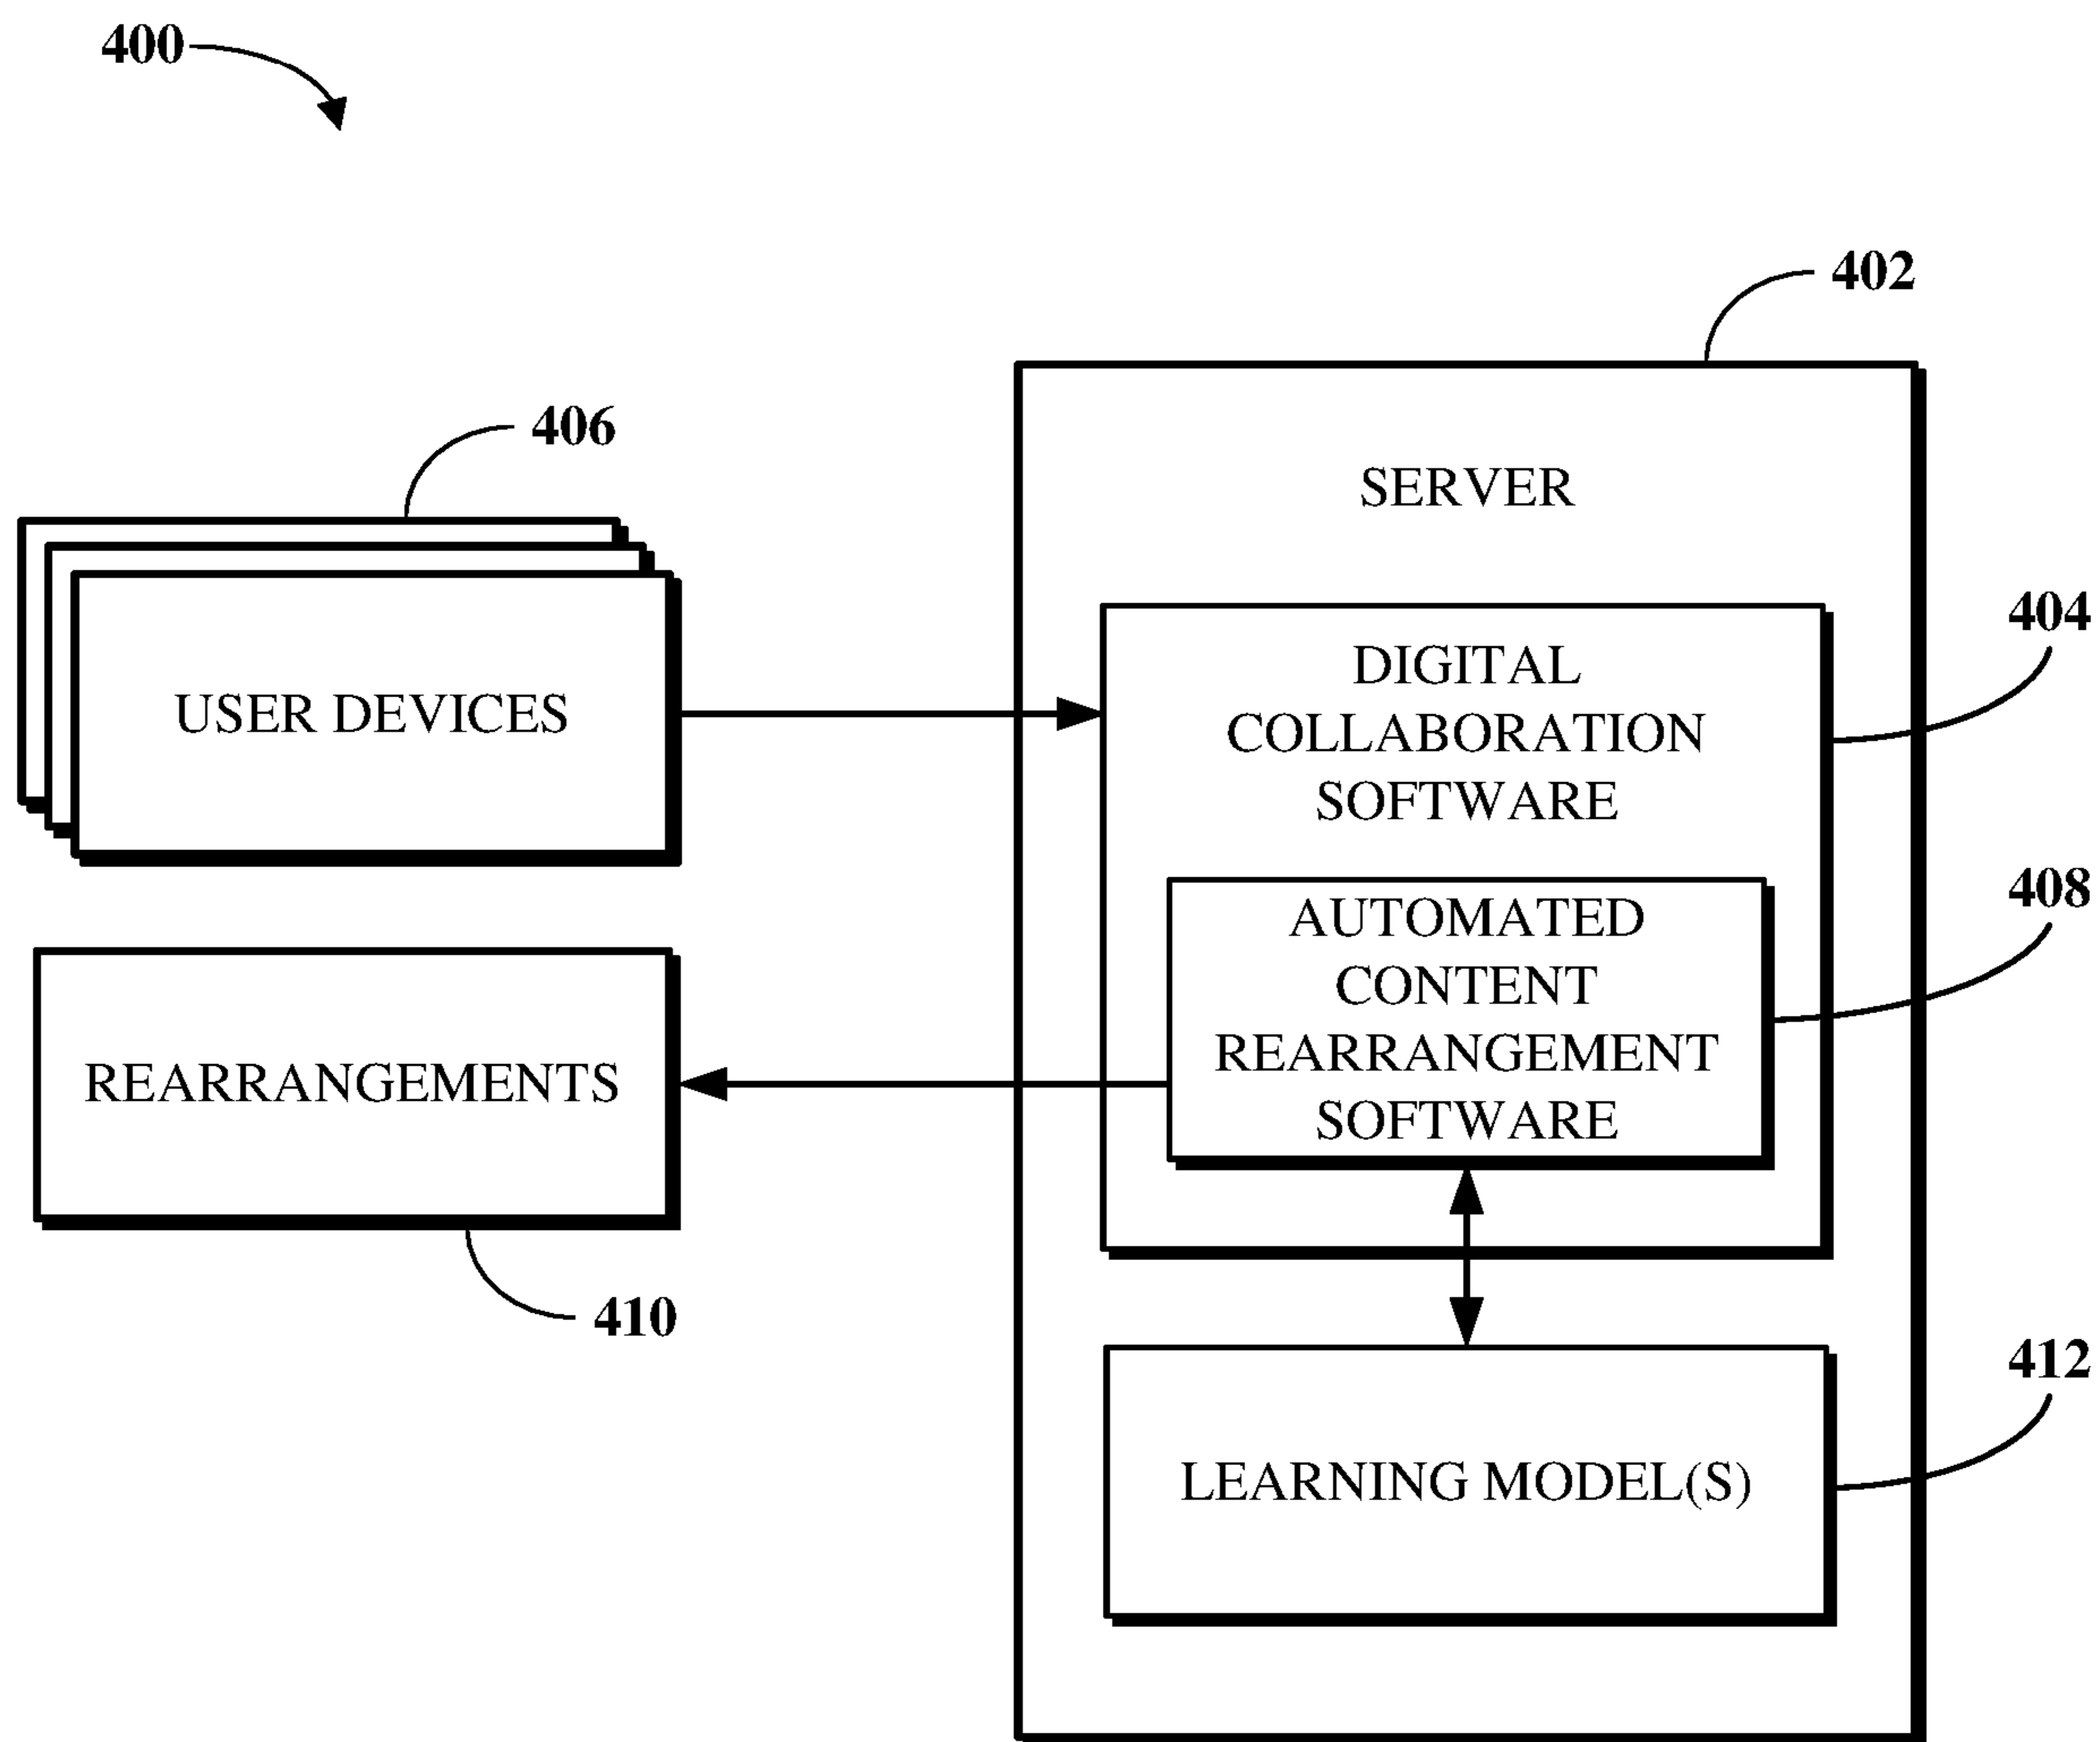 400
402
406
SERVER
404
DIGITAL
COLLABORATION
SOFTWARE
USER DEVICES
408
AUTOMATED
CONTENT
REARRANGEMENT
SOFTWARE
REARRANGEMENTS
410
412
LEARNING MODEL(S)